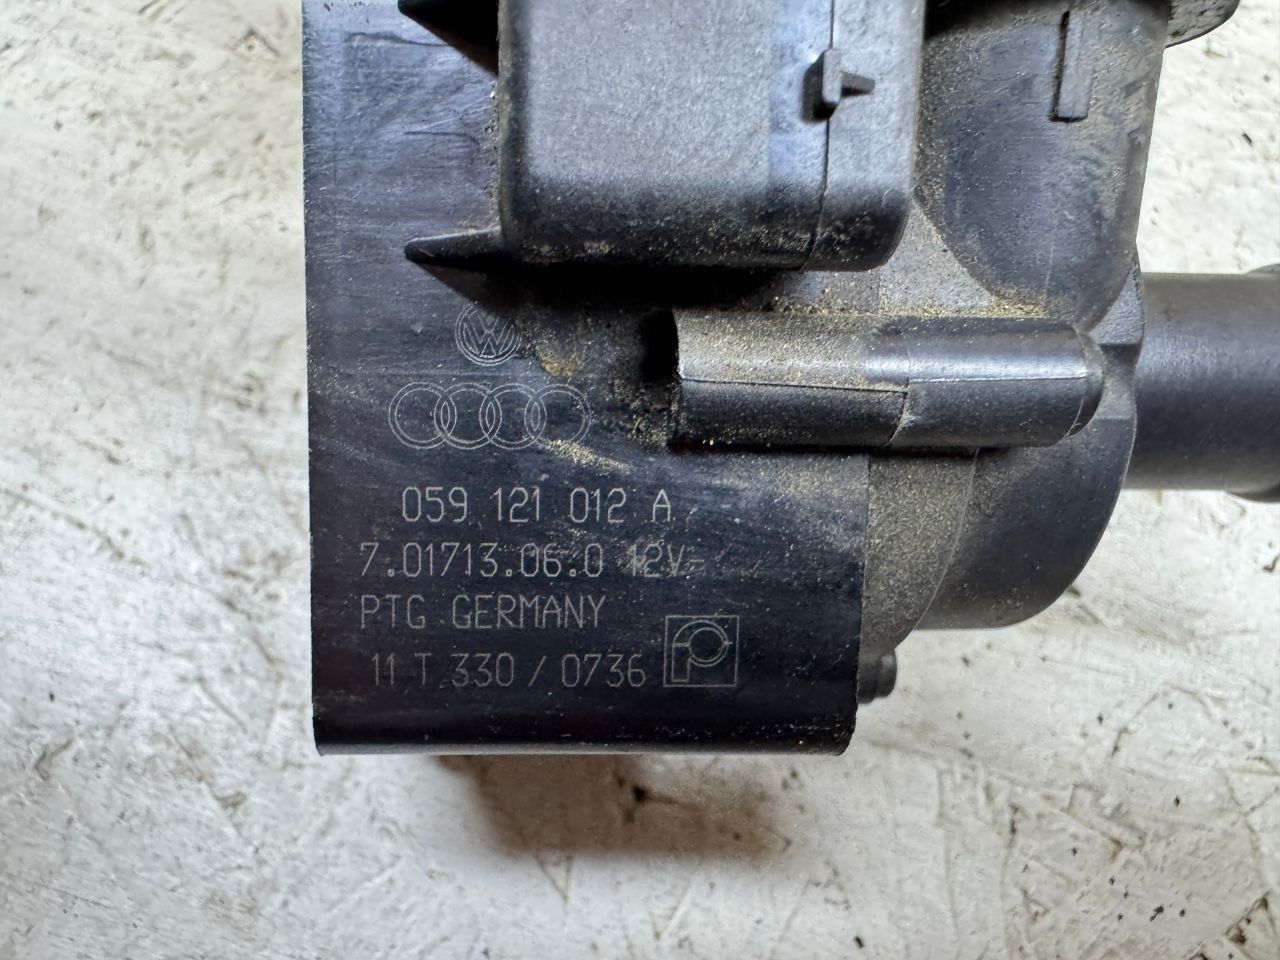 059 121 012 A
7.01713.06.0 12V=
PTG GERMANY
11 T 330 / 0736